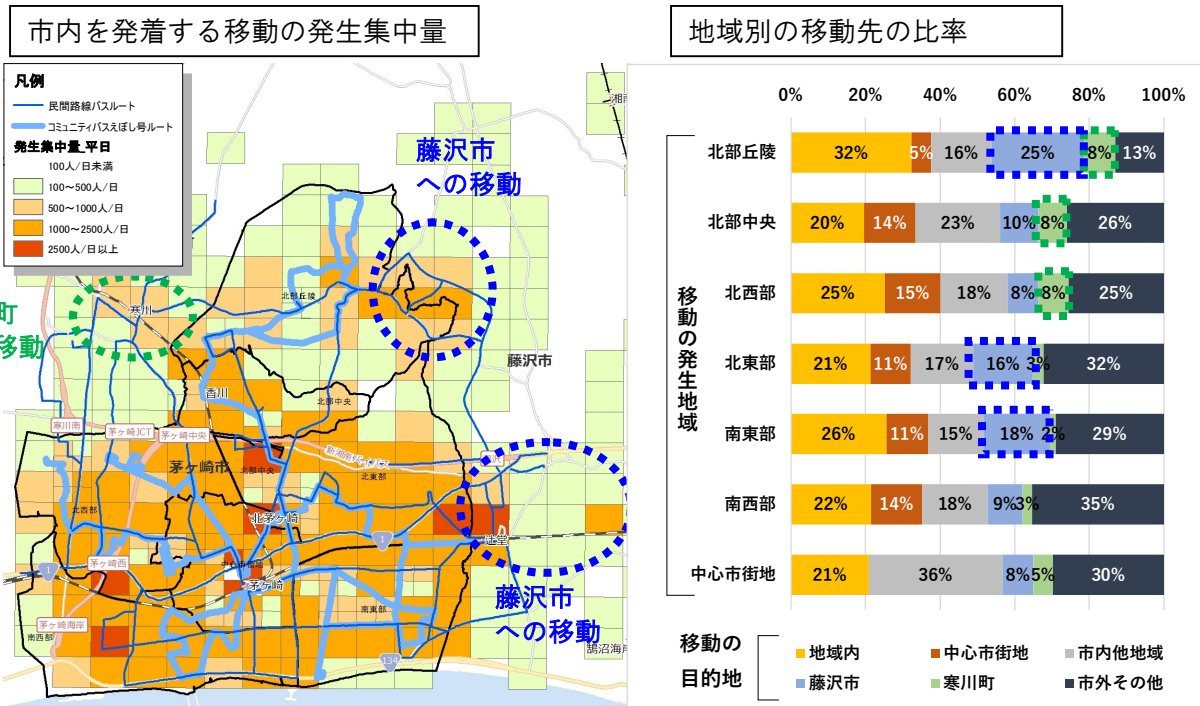 市内を発着する移動の発生集中量
凡例
民間路線バスルート
コミュニティバスえぼし号ルート
発生集中量_平日
100人/日未満
100～500人/日
500～1000人/日
1000～2500人/日
2500人/日以上
藤沢市
への移動
湘南
北部丘陵
寒川
町
移動
藤沢市
香川
北部中央
寒川南
茅ヶ崎JCT
茅ヶ崎中央
新湘南バイパス
茅ヶ崎市
北部中央
北東部
北西部
北茅ヶ崎
1
辻堂
茅ヶ崎西
1
中心市街地
茅ヶ崎
藤沢市
への移動
南東部
茅ヶ崎海岸
南西部
134
鵠沼海岸
地域別の移動先の比率
0% 20% 40% 60% 80% 100%
移動の発生地域
北部丘陵 32% 5% 16% 25% 8% 13%
北部中央 20% 14% 23% 10% 8% 26%
北西部 25% 15% 18% 8% 8% 25%
北東部 21% 11% 17% 16% 3% 32%
南東部 26% 11% 15% 18% 2% 29%
南西部 22% 14% 18% 9% 3% 35%
中心市街地 21% 36% 8% 5% 30%
移動の
目的地
地域内 中心市街地 市内他地域
藤沢市 寒川町 市外その他